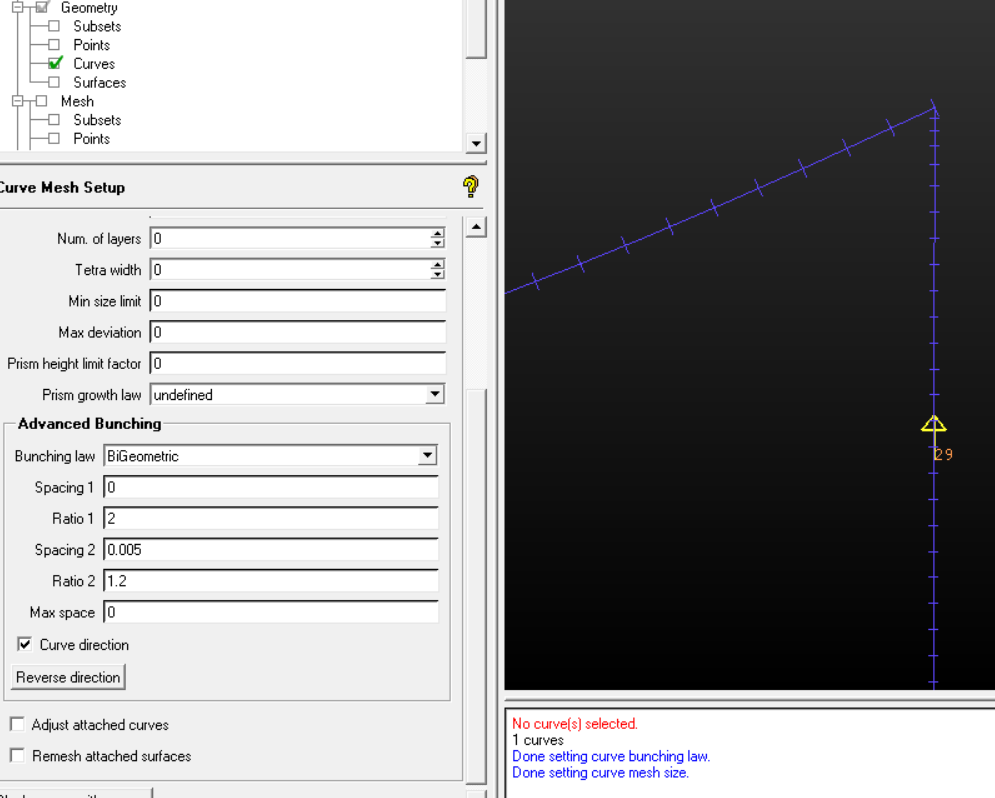 Geometry
Subsets
Points
Curves
Surfaces
Mesh
Subsets
Points
Curve Mesh Setup
Num. of layers 0
Tetra width 0
Min size limit 0
Max deviation 0
Prism height limit factor 0
Prism growth law undefined
Advanced Bunching
Bunching law BiGeometric
Spacing 1 0
Ratio 1 2
Spacing 2 0.005
Ratio 2 1.2
Max space 0
Curve direction
Reverse direction
Adjust attached curves
Remesh attached surfaces
29
No curve(s) selected.
1 curves
Done setting curve bunching law.
Done setting curve mesh size.